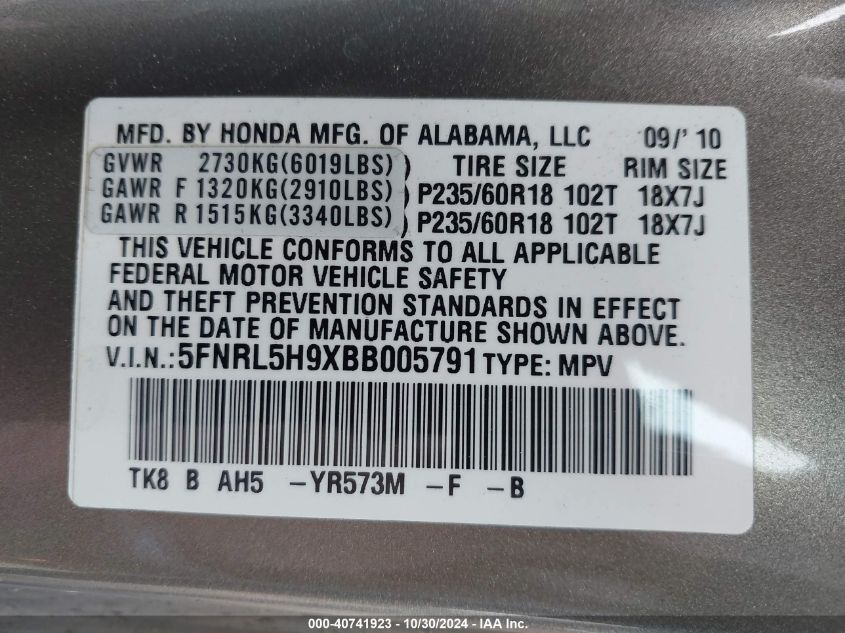 MFD. BY HONDA MFG. OF ALABAMA, LLC 09/' 10
GVWR 2730KG(6019LBS) TIRE SIZE RIM SIZE
GAWR F 1320KG(2910LBS) P235/60R18 102T 18X7J
GAWR R 1515KG(3340LBS) P235/60R18 102T 18X7J
THIS VEHICLE CONFORMS TO ALL APPLICABLE
FEDERAL MOTOR VEHICLE SAFETY
AND THEFT PREVENTION STANDARDS IN EFFECT
ON THE DATE OF MANUFACTURE SHOWN ABOVE.
V.I.N.:5FNRL5H9XBB005791 TYPE: MPV
TK8 B AH5 -YR573M -F -B
000-40741923 - 10/30/2024 - IAA Inc.